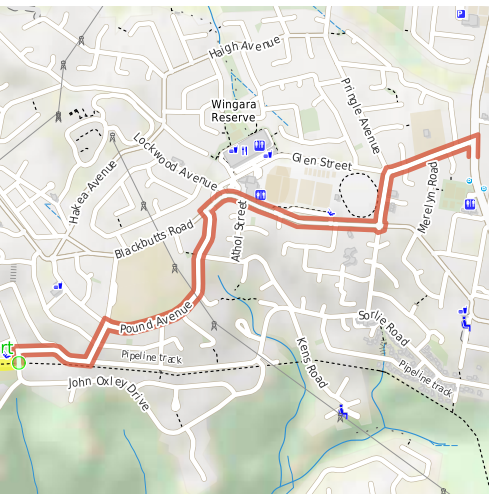 Haigh Avenue
Pringle Avenue
Wingara
Reserve
Lockwood Avenue
Glen Street
Hakea Avenue
Merelyn Road
Blackbutts Road
Athol Street
Pound Avenue
Sorlie Road
Pipeline track
Kens Road
Pipeline track
John Oxley Drive